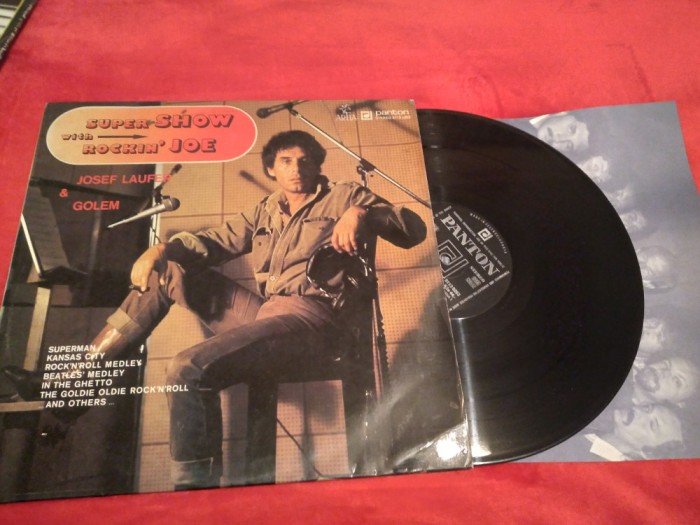 SUPER SHOW
with
ROCKIN' JOE
ARTIA
panton
JOSEF LAUFER
&
GOLEM
SUPERMAN
KANSAS CITY
ROCK'N'ROLL MEDLEY
BEATLES' MEDLEY
IN THE GHETTO
THE GOLDIE OLDIE ROCK'N'ROLL
AND OTHERS ...
PANTON